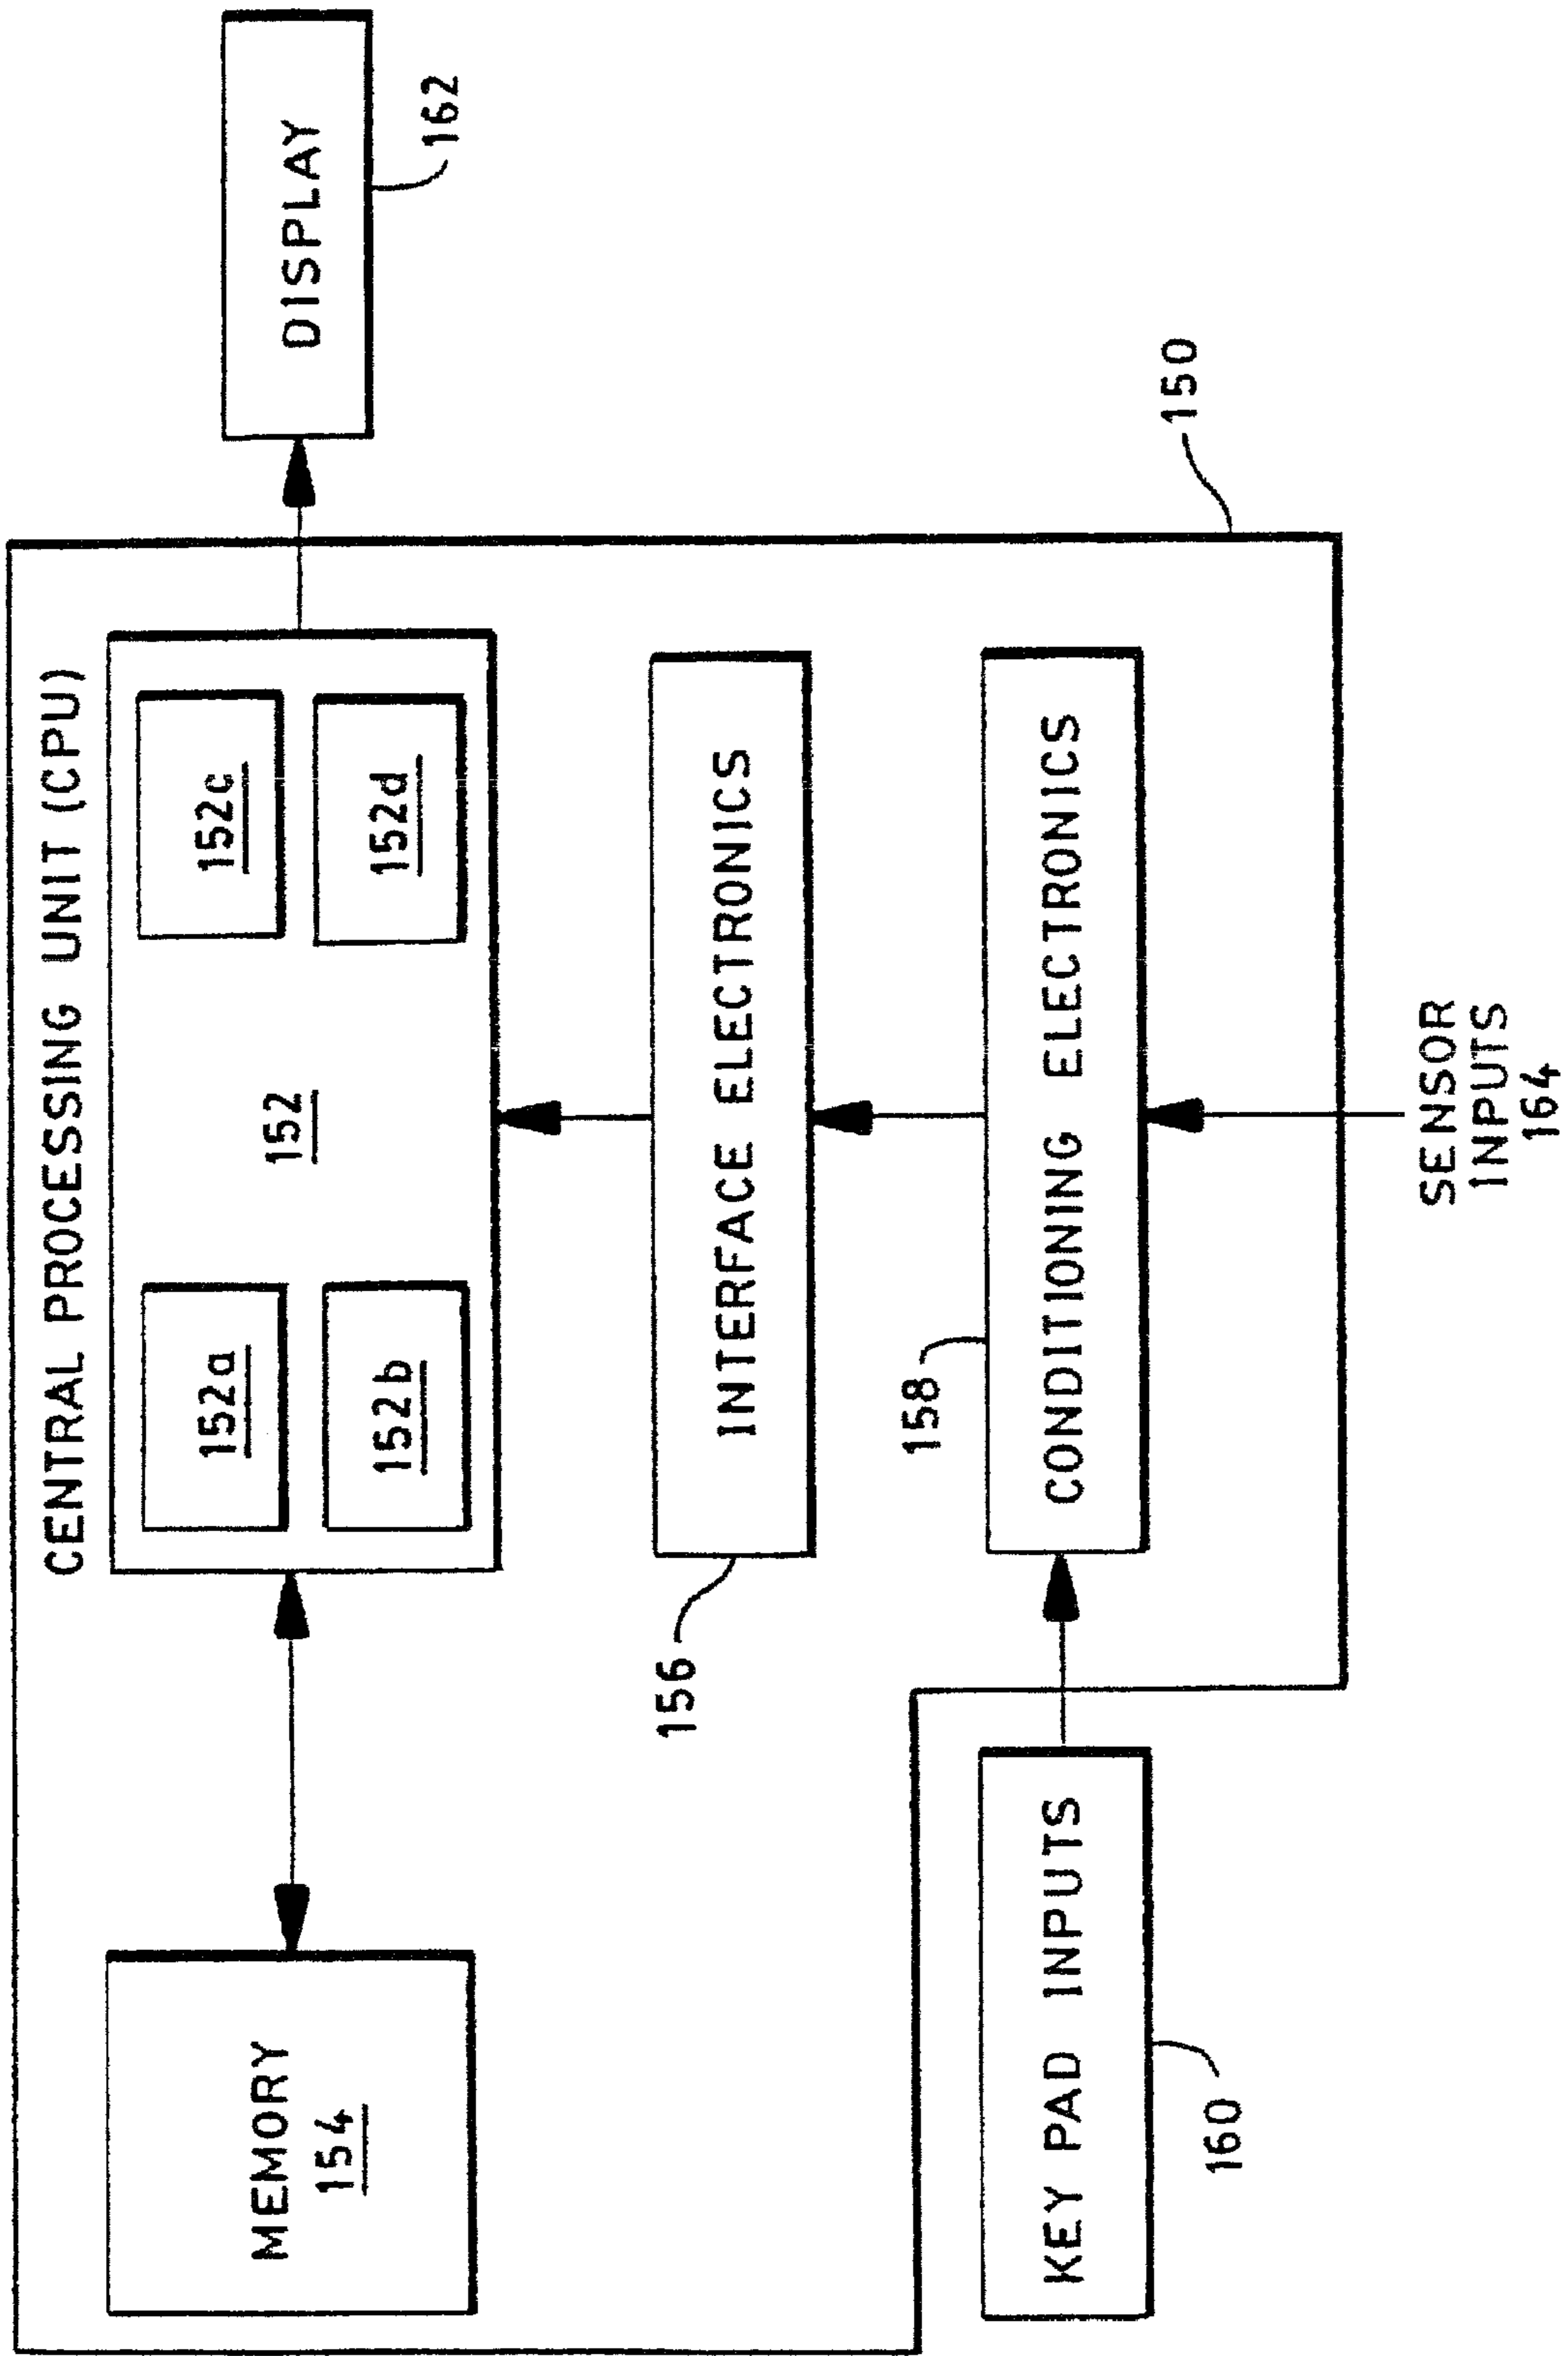 CENTRAL PROCESSING UNIT (CPU)
MEMORY
154
152a
152b
152
152c
152d
DISPLAY
162
156
INTERFACE ELECTRONICS
158
CONDITIONING ELECTRONICS
150
KEY PAD INPUTS
160
SENSOR
INPUTS
164